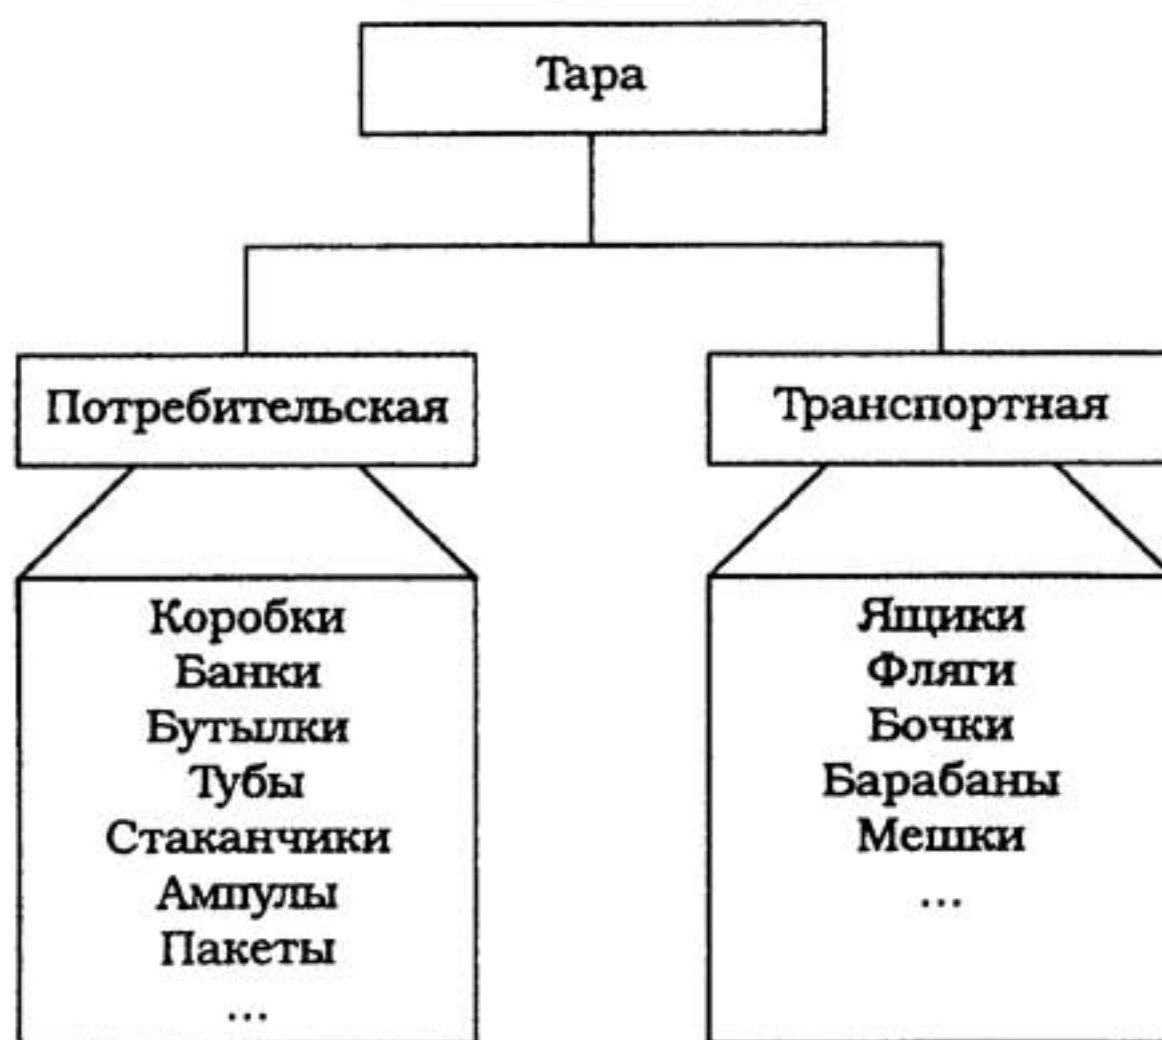 Тара
Потребительская
Транспортная
Коробки
Банки
Бутылки
Тубы
Стаканчики
Ампулы
Пакеты
...
Ящики
Фляги
Бочки
Барабаны
Мешки
...